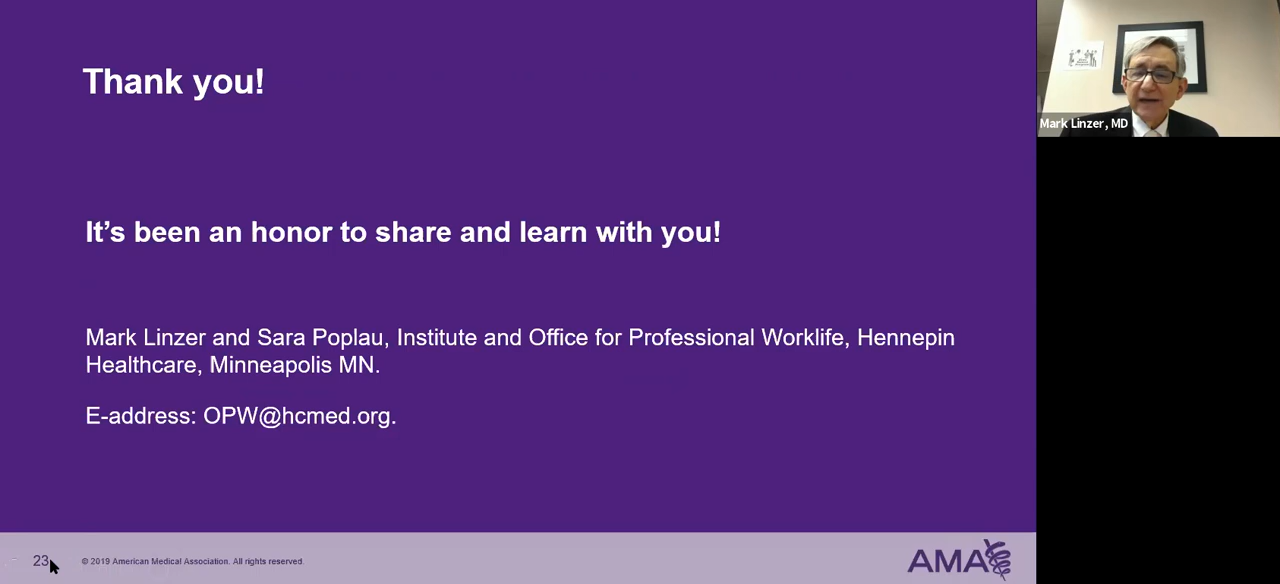 Thank you!
It's been an honor to share and learn with you!
Mark Linzer and Sara Poplau, Institute and Office for Professional Worklife, Hennepin
Healthcare, Minneapolis MN.
E-address: OPW@hcmed.org.
23
© 2019 American Medical Association. All rights reserved.
AMA
Mark Linzer, MD